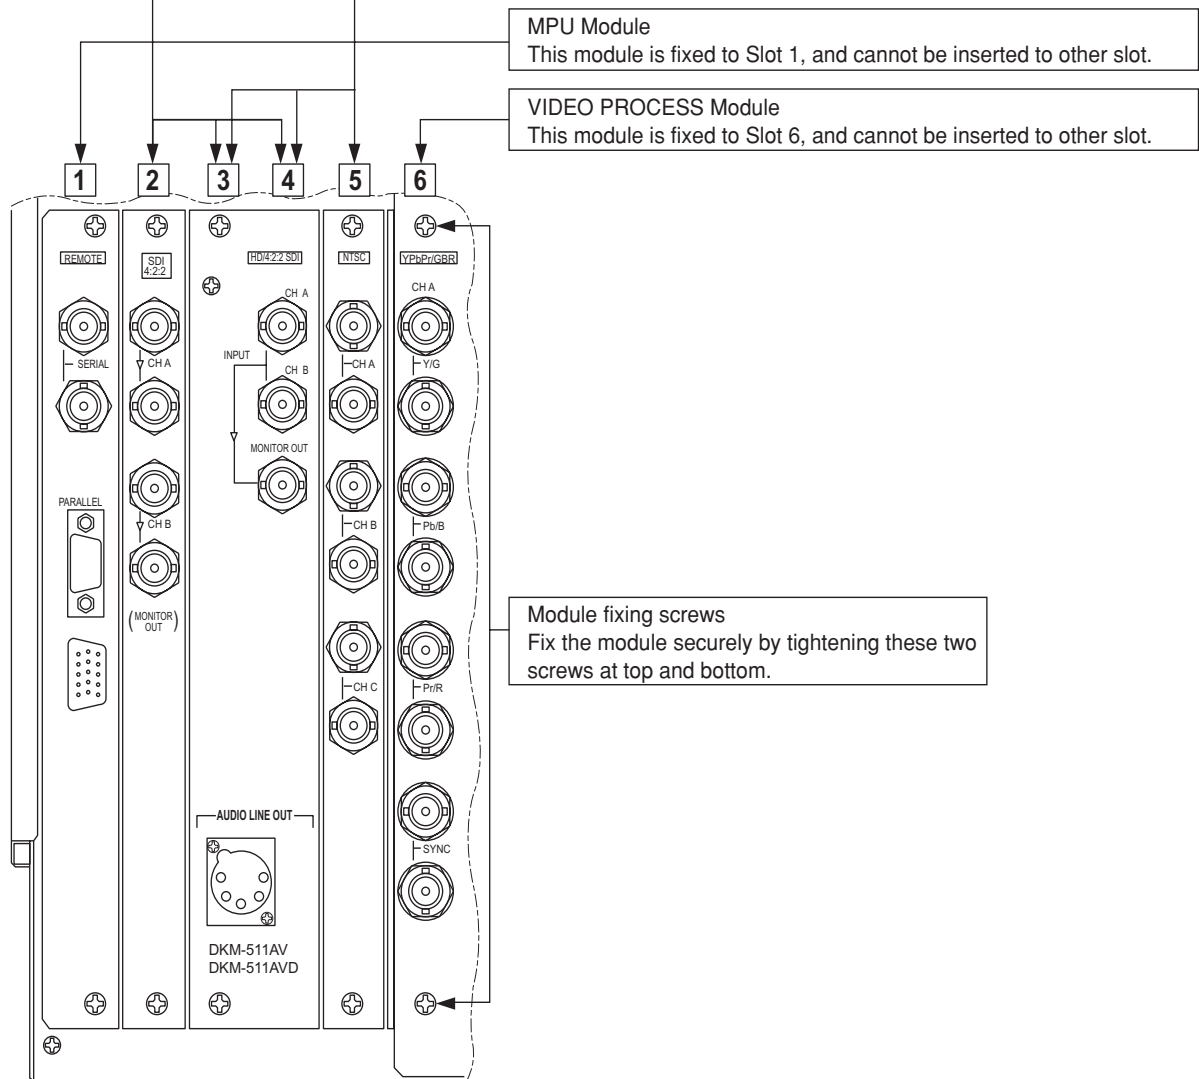 MPU Module
This module is fixed to Slot 1, and cannot be inserted to other slot.
VIDEO PROCESS Module
This module is fixed to Slot 6, and cannot be inserted to other slot.
1 2 3 4 5 6
REMOTE
SERIAL
PARALLEL
SDI
4:2:2
CH A
CH B
(MONITOR
OUT)
HD/4:2:2 SDI
CH A
INPUT
CH B
MONITOR OUT
AUDIO LINE OUT
DKM-511AV
DKM-511AVD
NTSC
CH A
CH B
CH C
YPbPr/GBR
CH A
Y/G
Pb/B
Pr/R
SYNC
Module fixing screws
Fix the module securely by tightening these two
screws at top and bottom.